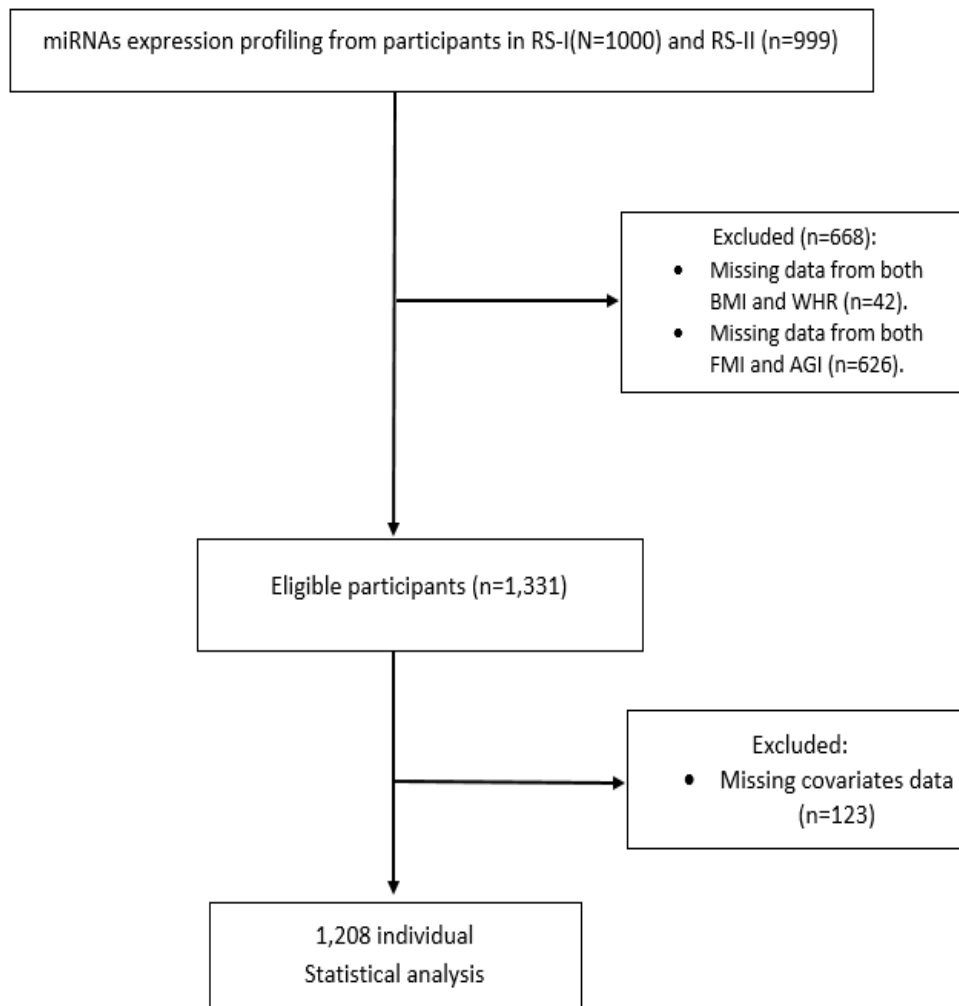 miRNAs expression profiling from participants in RS-I(N=1000) and RS-II (n=999)
Excluded (n=668):
• Missing data from both
BMI and WHR (n=42).
• Missing data from both
FMI and AGI (n=626).
Eligible participants (n=1,331)
Excluded:
• Missing covariates data
(n=123)
1,208 individual
Statistical analysis